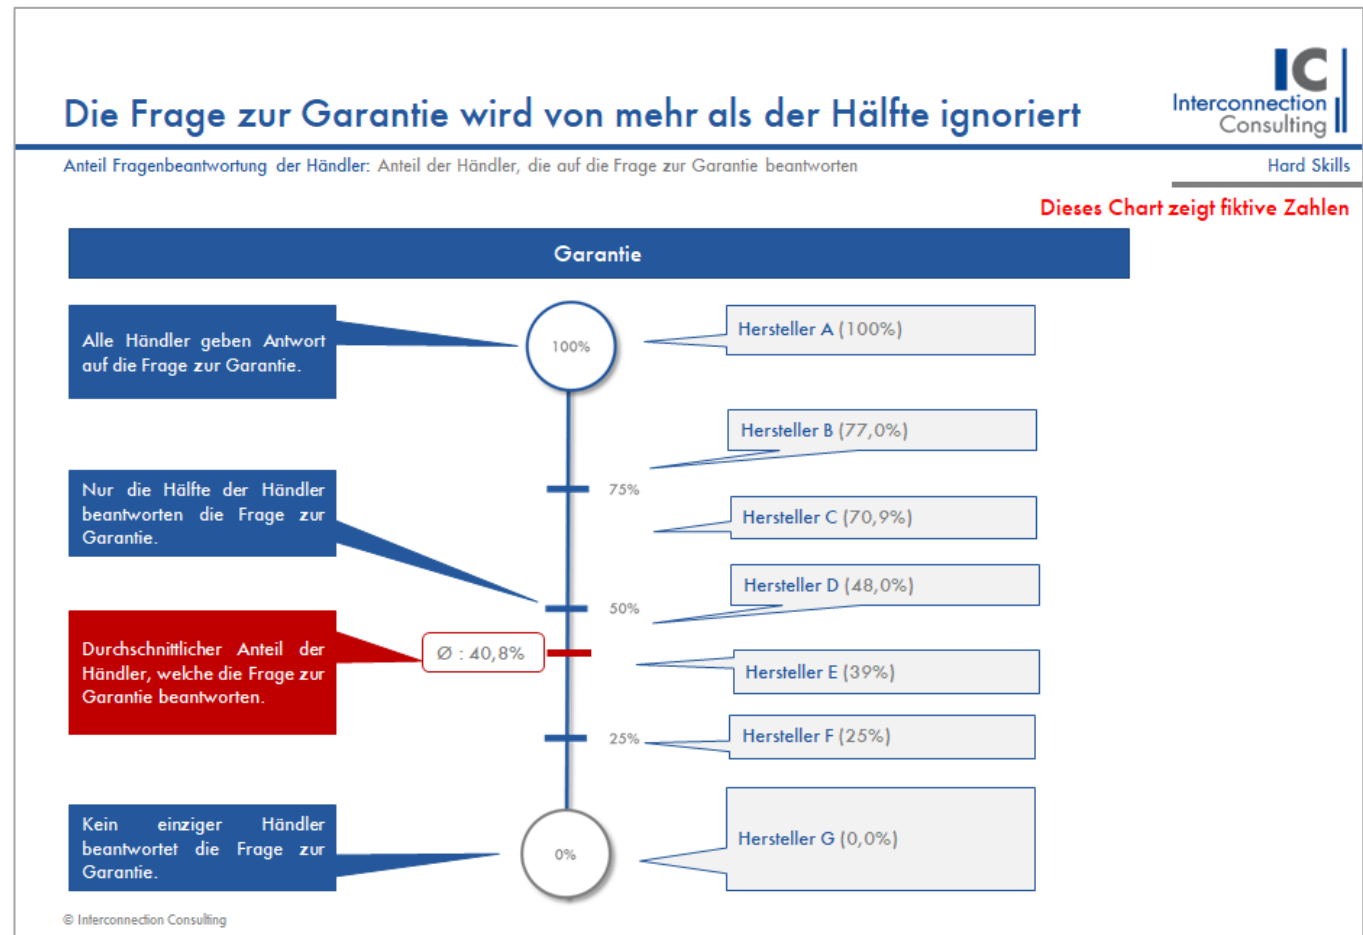 IC
Interconnection
Consulting
Die Frage zur Garantie wird von mehr als der Hälfte ignoriert
Anteil Fragenbeantwortung der Händler: Anteil der Händler, die auf die Frage zur Garantie beantworten
Hard Skills
Dieses Chart zeigt fiktive Zahlen
Garantie
Alle Händler geben Antwort
auf die Frage zur Garantie.
100%
Hersteller A (100%)
Hersteller B (77,0%)
Nur die Hälfte der Händler
beantworten die Frage zur
Garantie.
75%
Hersteller C (70,9%)
Hersteller D (48,0%)
50%
Durchschnittlicher Anteil der
Händler, welche die Frage zur
Garantie beantworten.
Ø : 40,8%
Hersteller E (39%)
25%
Hersteller F (25%)
Kein einziger Händler
beantwortet die Frage zur
Garantie.
0%
Hersteller G (0,0%)
© Interconnection Consulting